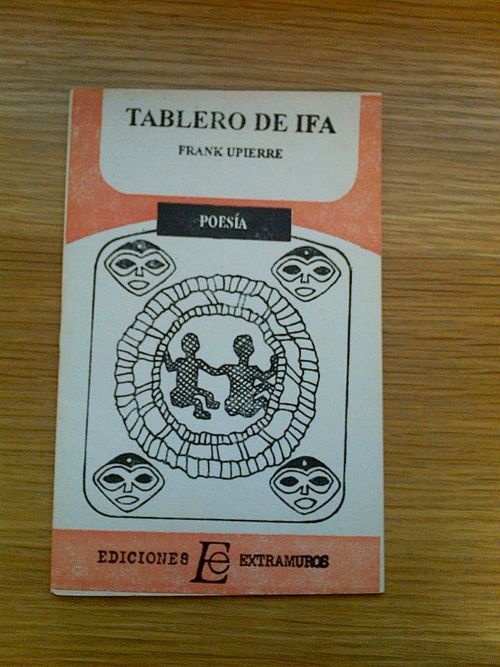 TABLERO DE IFA
FRANK UPIERRE
POESÍA
EDICIONES Ee EXTRAMUROS